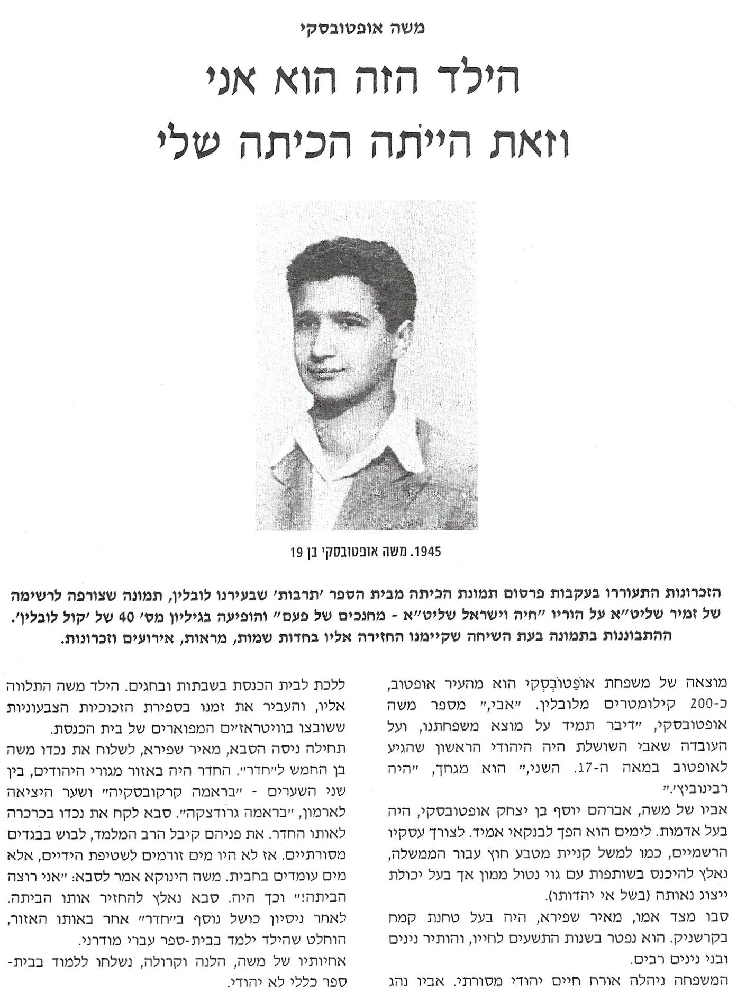 משה אופטובסקי
הילד הזה הוא אני
וזאת הייתה הכיתה שלי
1945. משה אופטובסקי בן 19
הזכרונות התעוררו בעקבות פרסום תמונת הכיתה מבית הספר 'תרבות' שבעירנו לובלין, תמונה שצורפה לרשימה
של זמיר שליט״א על הוריו ״חיה וישראל שליט״א - מחנכים של פעם״ והופיעה בגיליון מס' 40 של 'קול לובלין'.
ההתבוננות בתמונה בעת השיחה שקיימנו החזירה אליו בחדות שמות, מראות, אירועים וזכרונות.
מוצאה של משפחת אוֹפַּטוֹבְסְקִי הוא מהעיר אופטוב,
כ-200 קילומטרים מלובלין. ״אבי,״ מספר משה
אופטובסקי, ״דיבר תמיד על מוצא משפחתנו, ועל
העובדה שאבי השושלת היה היהודי הראשון שהגיע
לאופטוב במאה ה-17. השני,״ הוא מגחך, ״היה
רבינוביץ׳.״
אביו של משה, אברהם יוסף בן יצחק אופטובסקי, היה
בעל אדמות. לימים הוא הפך לבנקאי אמיד. לצורך עסקיו
הרשמיים, כמו למשל קניית מטבע חוץ עבור הממשלה,
נאלץ להיכנס בשותפות עם גוי נטול ממון אך בעל יכולת
ייצוג נאותה (בשל אי יהדותו).
סבו מצד אמו, מאיר שפירא, היה בעל טחנת קמח
בקרשניק. הוא נפטר בשנות התשעים לחייו, והותיר נינים
ובני נינים רבים.
המשפחה ניהלה אורח חיים יהודי מסורתי. אביו נהג
ללכת לבית הכנסת בשבתות ובחגים. הילד משה התלווה
אליו, והעביר את זמנו בספירת הזכוכיות הצבעוניות
ששובצו בוויטראז׳ים המפוארים של בית הכנסת.
תחילה ניסה הסבא, מאיר שפירא, לשלוח את נכדו משה
בן החמש ל״חדר״. החדר היה באזור מגורי היהודים, בין
שני השערים - ״בראמה קרקובסקיה״ ושער היציאה
לארמון, ״בראמה גרודצקה״. סבא לקח את נכדו בכרכרה
לאותו החדר. את פניהם קיבל הרב המלמד, לבוש בבגדים
מסורתיים. אז לא היו מים זורמים לשטיפת הידיים, אלא
מים עומדים בחבית. משה הינוקא אמר לסבא: ״אני רוצה
הביתה!״ וכך היה. סבא נאלץ להחזיר אותו הביתה.
לאחר ניסיון כושל נוסף ב״חדר״ אחר באותו האזור,
הוחלט שהילד ילמד בבית-ספר עברי מודרני.
אחיותיו של משה, הלנה וקרולה, נשלחו ללמוד בבית-
ספר כללי לא יהודי.